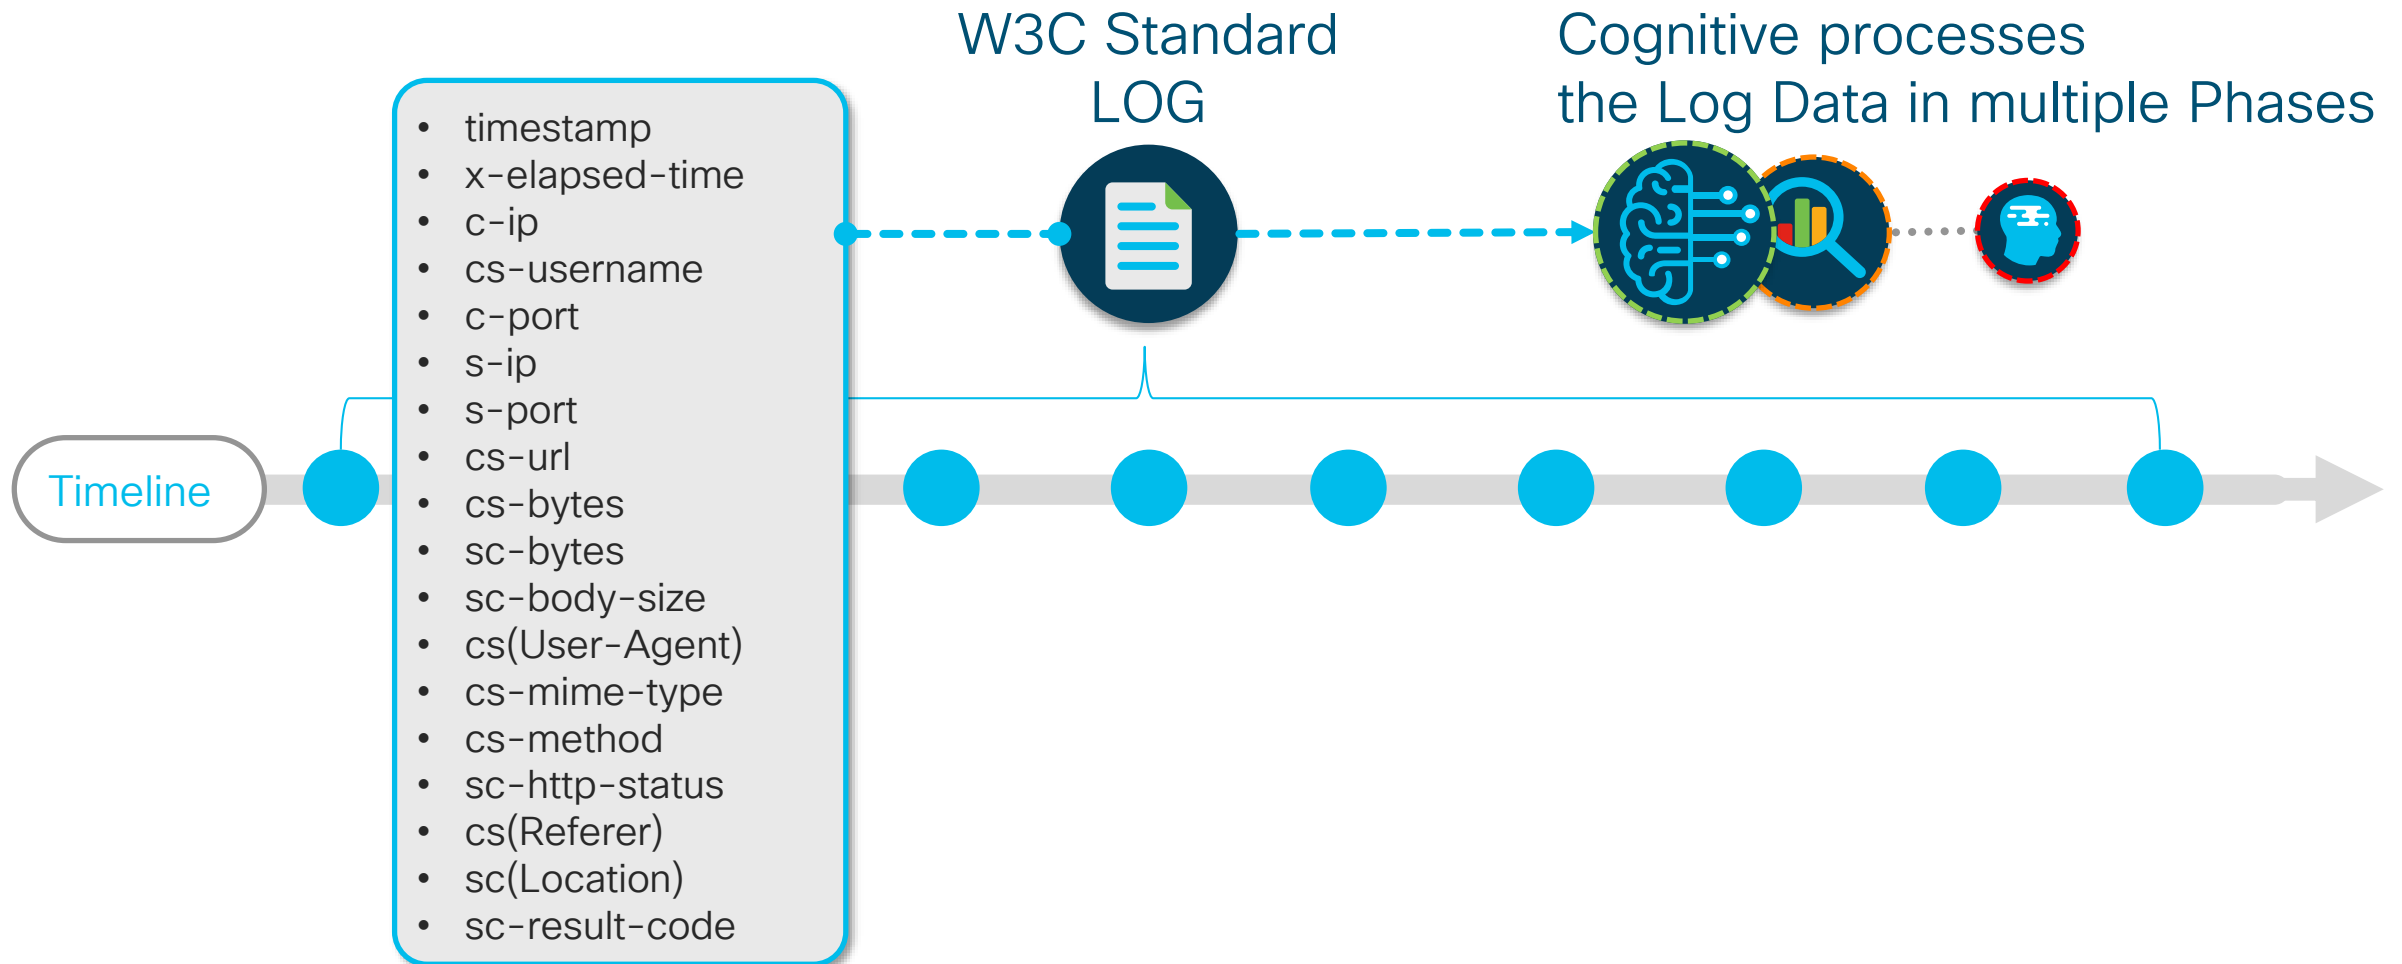 W3C Standard
LOG
Cognitive processes
the Log Data in multiple Phases
• timestamp
• x-elapsed-time
• c-ip
• cs-username
• c-port
• s-ip
• s-port
• cs-url
• cs-bytes
• sc-bytes
• sc-body-size
• cs(User-Agent)
• cs-mime-type
• cs-method
• sc-http-status
• cs(Referer)
• sc(Location)
• sc-result-code
Timeline